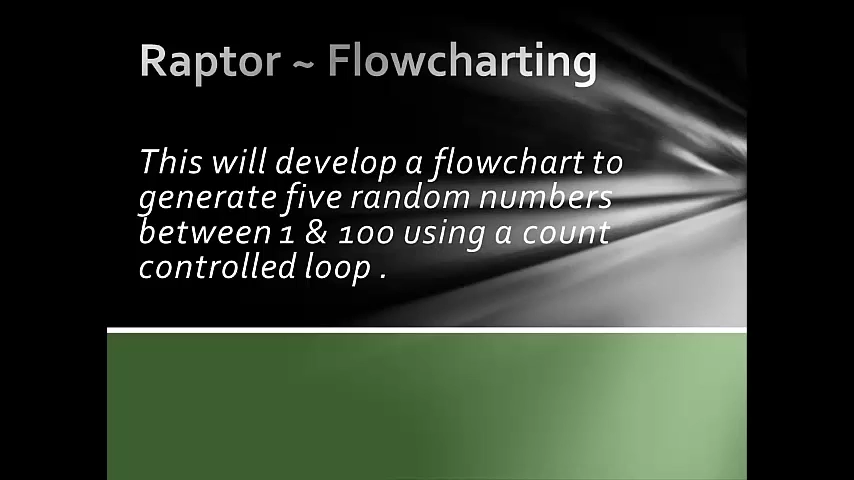 Raptor ~ Flowcharting
This will develop a flowchart to
generate five random numbers
between 1 & 100 using a count
controlled loop .